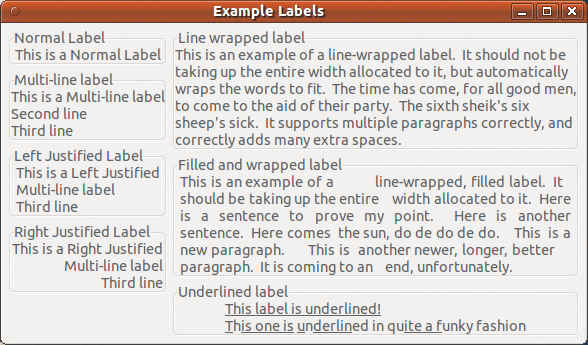 Example Labels
Normal Label
This is a Normal Label
Multi-line label
This is a Multi-line label
Second line
Third line
Left Justified Label
This is a Left Justified
Multi-line label
Third line
Right Justified Label
This is a Right Justified
Multi-line label
Third line
Line wrapped label
This is an example of a line-wrapped label. It should not be
taking up the entire width allocated to it, but automatically
wraps the words to fit. The time has come, for all good men,
to come to the aid of their party. The sixth sheik's six
sheep's sick. It supports multiple paragraphs correctly, and
correctly adds many extra spaces.
Filled and wrapped label
This is an example of a line-wrapped, filled label. It
should be taking up the entire width allocated to it. Here
is a sentence to prove my point. Here is another
sentence. Here comes the sun, do de do de do. This is a
new paragraph. This is another newer, longer, better
paragraph. It is coming to an end, unfortunately.
Underlined label
This label is underlined!
This one is underlined in quite a funky fashion